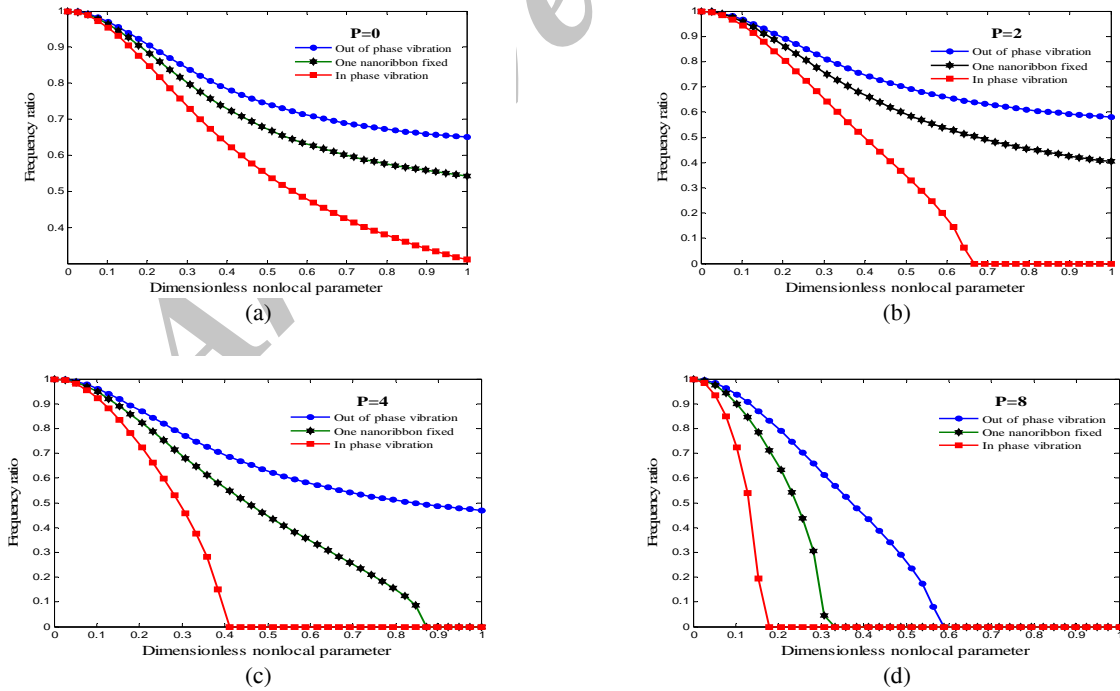 P=0
Out of phase vibration
One nanoribbon fixed
In phase vibration
Frequency ratio
1
0.9
0.8
0.7
0.6
0.5
0.4
0 0.1 0.2 0.3 0.4 0.5 0.6 0.7 0.8 0.9 1
Dimensionless nonlocal parameter
(a)
P=2
Out of phase vibration
One nanoribbon fixed
In phase vibration
Frequency ratio
1
0.9
0.8
0.7
0.6
0.5
0.4
0.3
0.2
0.1
0
0 0.1 0.2 0.3 0.4 0.5 0.6 0.7 0.8 0.9 1
Dimensionless nonlocal parameter
(b)
P=4
Out of phase vibration
One nanoribbon fixed
In phase vibration
Frequency ratio
1
0.9
0.8
0.7
0.6
0.5
0.4
0.3
0.2
0.1
0
0 0.1 0.2 0.3 0.4 0.5 0.6 0.7 0.8 0.9 1
Dimensionless nonlocal parameter
(c)
P=8
Out of phase vibration
One nanoribbon fixed
In phase vibration
Frequency ratio
1
0.9
0.8
0.7
0.6
0.5
0.4
0.3
0.2
0.1
0
0 0.1 0.2 0.3 0.4 0.5 0.6 0.7 0.8 0.9 1
Dimensionless nonlocal parameter
(d)